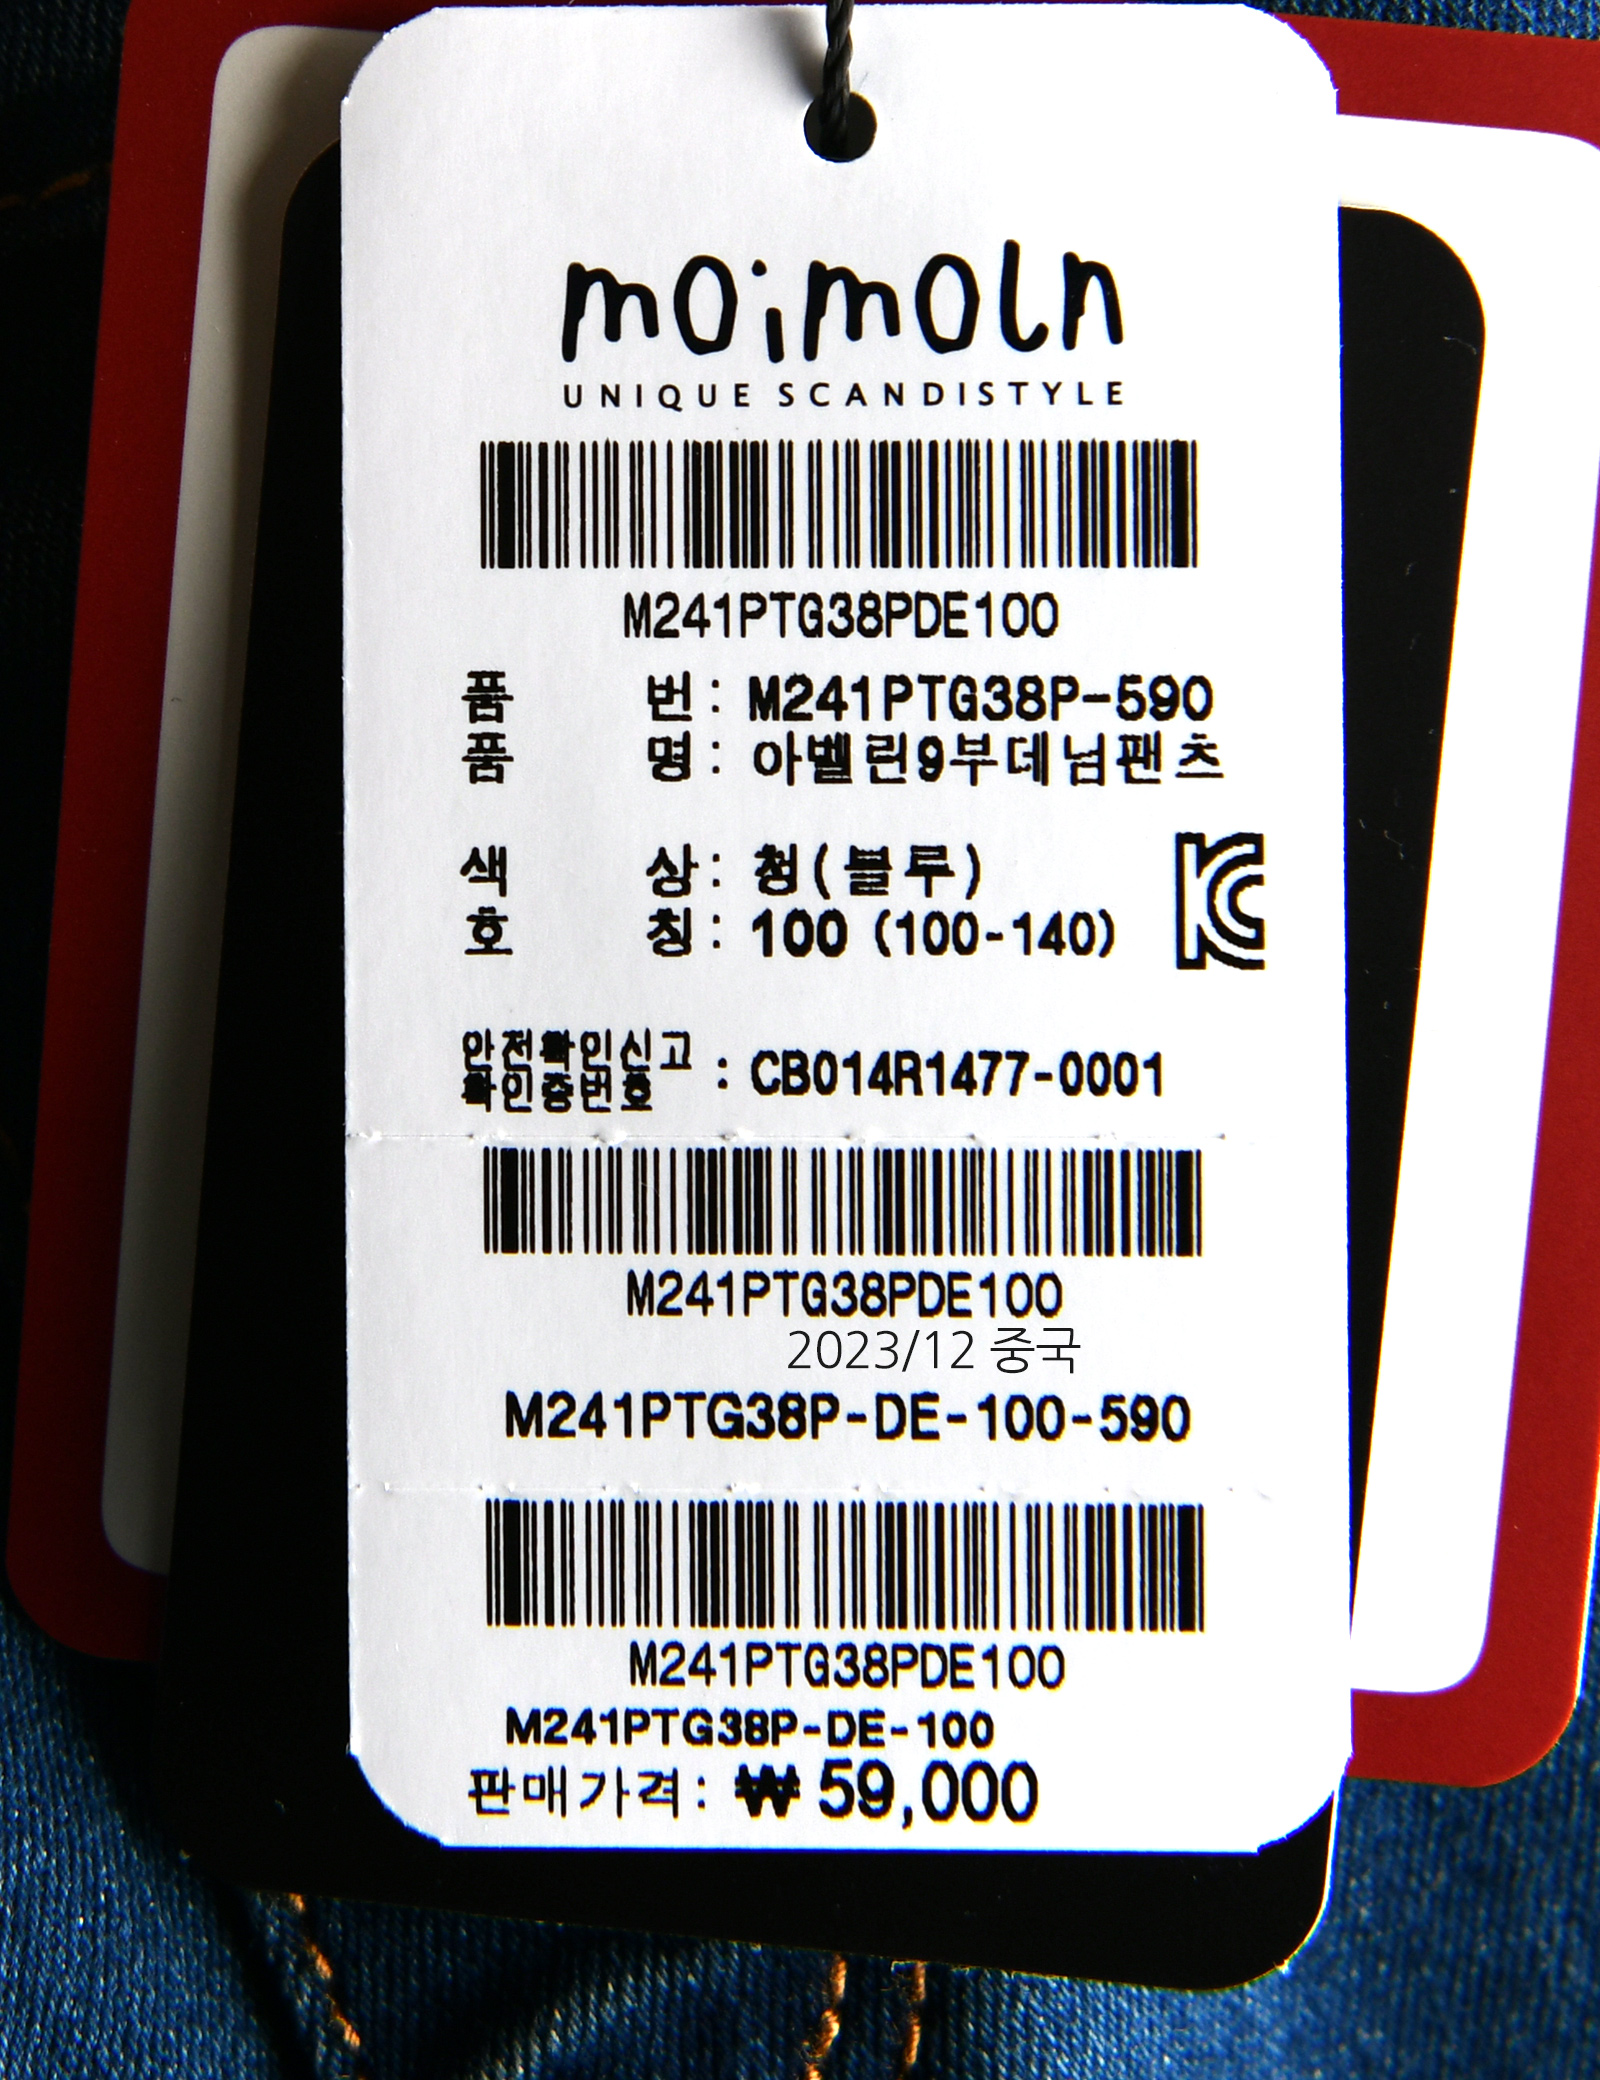 moimoln
UNIQUE SCANDISTYLE
M241PTG38PDE100
품 번 : M241PTG38P-590
품 명 : 아벨린9부데님팬츠
색 상 : 청(블루)
호 칭 : 100 (100-140)
안전확인신고
확인증번호 : CB014R1477-0001
M241PTG38PDE100
2023/12 중국
M241PTG38P-DE-100-590
M241PTG38PDE100
M241PTG38P-DE-100
판매가격: ₩ 59,000